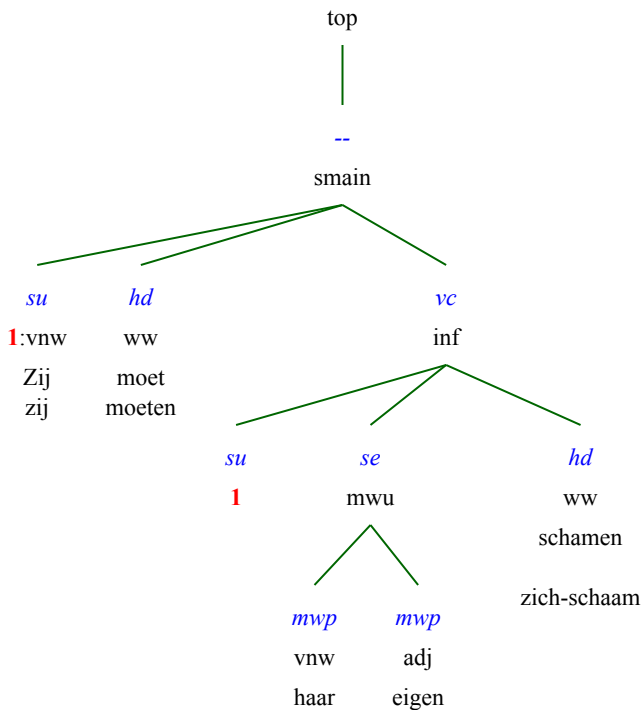 top
--
smain
su hd vc
1:vnw ww inf
Zij moet
zij moeten
su se hd
1 mwu ww
schamen
zich-schaam
mwp mwp
vnw adj
haar eigen